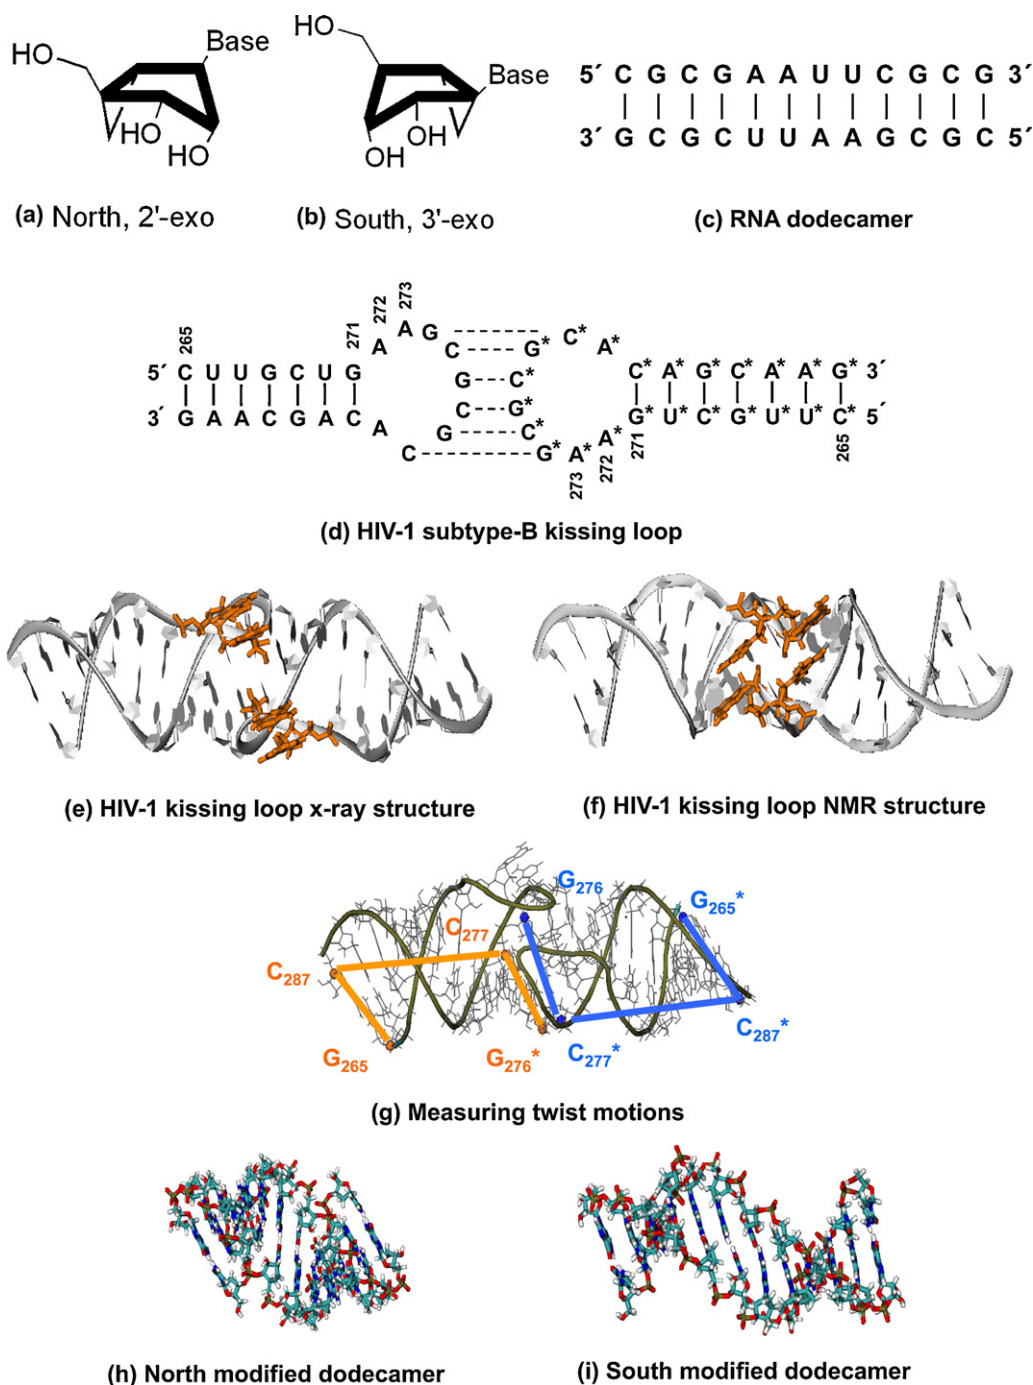 HO
Base
HO
HO
(a) North, 2'-exo
HO
Base
OH
OH
(b) South, 3'-exo
5´ C G C G A A U U C G C G 3´
3´ G C G C U U A A G C G C 5´
(c) RNA dodecamer
265
271
272
273
5´ C U U G C U G A A G C G C G C A
3´ G A A C G A C
G* C* A*
C*
G*
C*
G* A* A*
C* A* G* C* A* A* G* 3´
G* U* C* G* U* U* C* 5´
273
272
271
265
(d) HIV-1 subtype-B kissing loop
(e) HIV-1 kissing loop x-ray structure
(f) HIV-1 kissing loop NMR structure
G276
G265*
C277
C287
G265
G276*
C277*
C287*
(g) Measuring twist motions
(h) North modified dodecamer
(i) South modified dodecamer